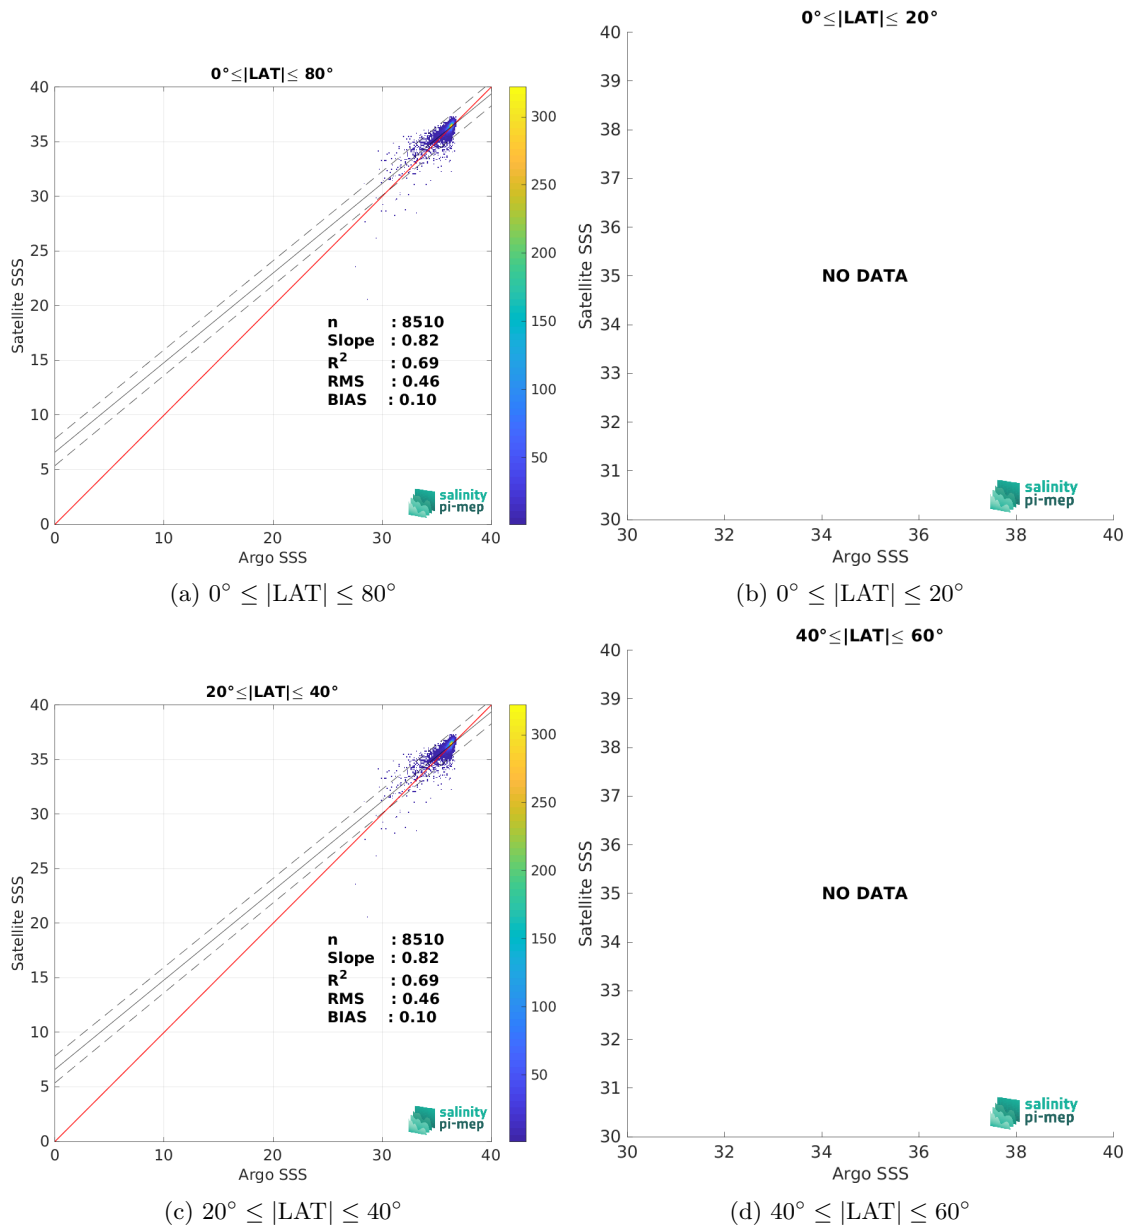 0°≤|LAT|≤ 80°
40
35
30
25
20
15
10
5
0
0
10
20
30
40
Satellite SSS
Argo SSS
n : 8510
Slope : 0.82
R2 : 0.69
RMS : 0.46
BIAS : 0.10
salinity
pi-mep
300
250
200
150
100
50
(a) 0° ≤ |LAT| ≤ 80°
0°≤|LAT|≤ 20°
40
39
38
37
36
35
34
33
32
31
30
30
32
34
36
38
40
Satellite SSS
Argo SSS
NO DATA
salinity
pi-mep
(b) 0° ≤ |LAT| ≤ 20°
20°≤|LAT|≤ 40°
40
35
30
25
20
15
10
5
0
0
10
20
30
40
Satellite SSS
Argo SSS
n : 8510
Slope : 0.82
R2 : 0.69
RMS : 0.46
BIAS : 0.10
salinity
pi-mep
300
250
200
150
100
50
(c) 20° ≤ |LAT| ≤ 40°
40°≤|LAT|≤ 60°
40
39
38
37
36
35
34
33
32
31
30
30
32
34
36
38
40
Satellite SSS
Argo SSS
NO DATA
salinity
pi-mep
(d) 40° ≤ |LAT| ≤ 60°